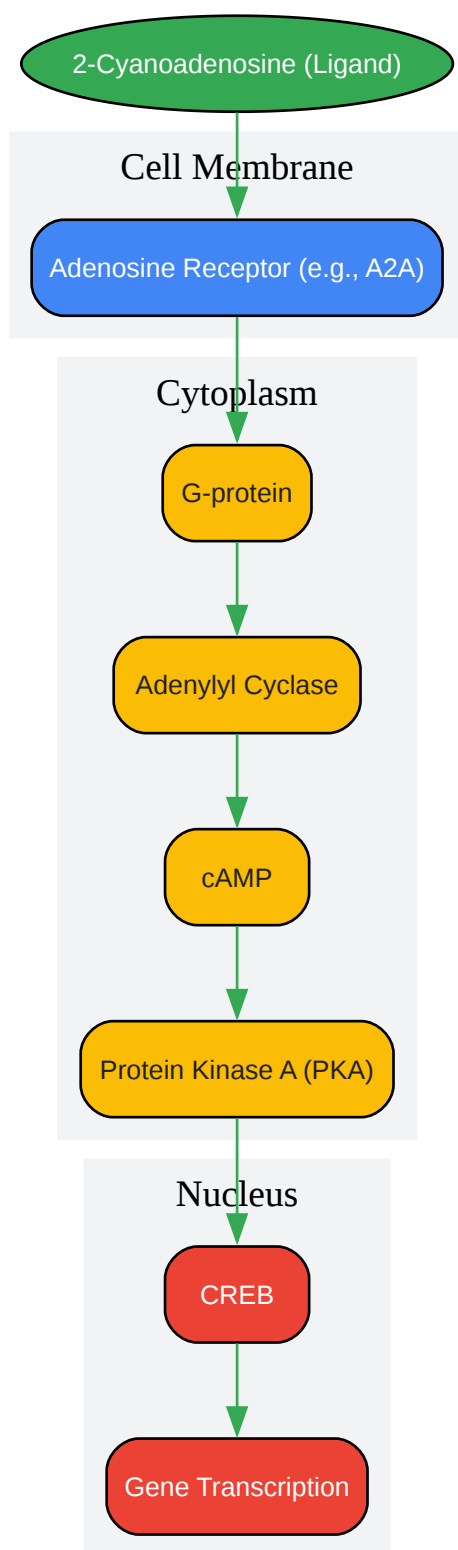 2-Cyanoadenosine (Ligand)
Cell Membrane
Adenosine Receptor (e.g., A2A)
Cytoplasm
G-protein
Adenylyl Cyclase
cAMP
Protein Kinase A (PKA)
Nucleus
CREB
Gene Transcription